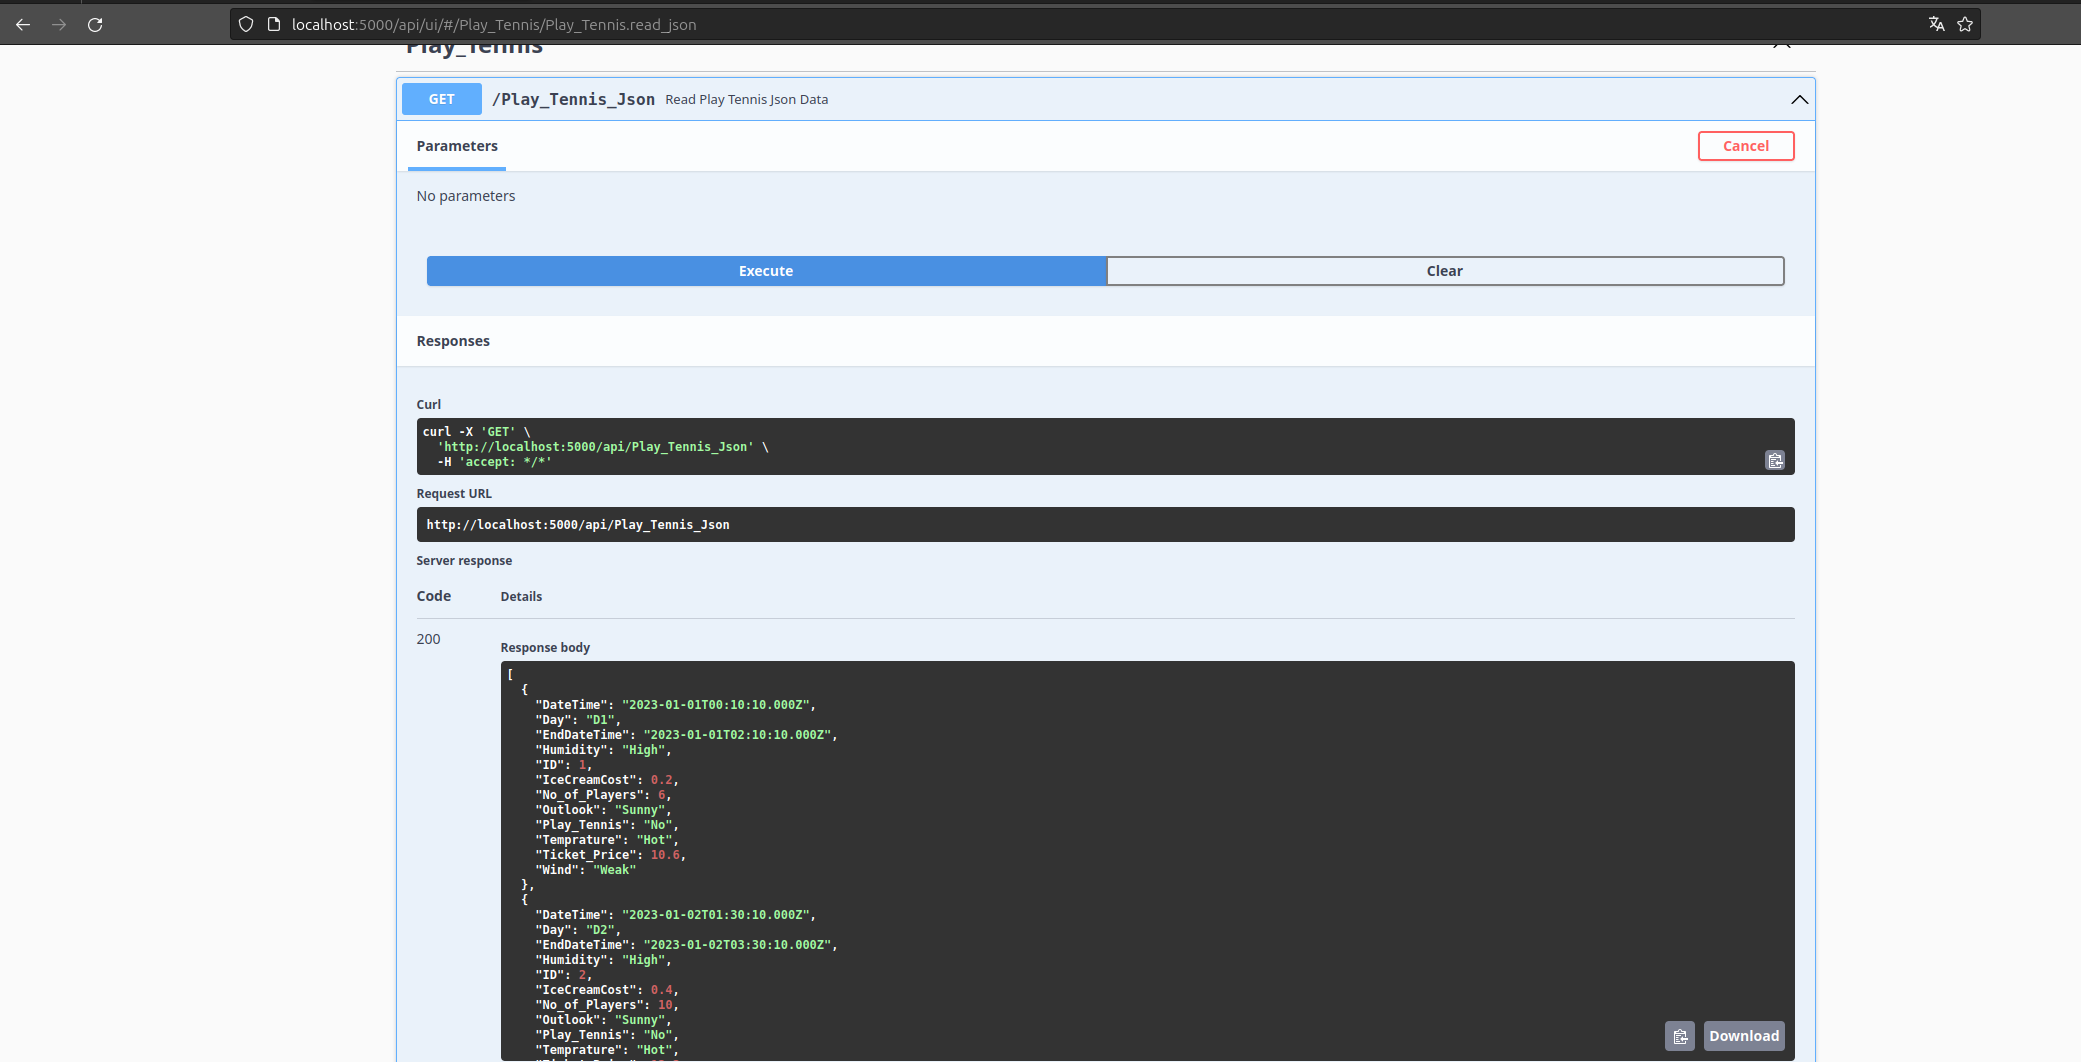 localhost:5000/api/ui/#/Play_Tennis/Play_Tennis.read_json
Play_Tennis
GET /Play_Tennis_Json Read Play Tennis Json Data
Parameters
Cancel
No parameters
Execute
Clear
Responses
Curl
curl -X 'GET' \
'http://localhost:5000/api/Play_Tennis_Json' \
-H 'accept: */*'
Request URL
http://localhost:5000/api/Play_Tennis_Json
Server response
Code Details
200
Response body
[
{
"DateTime": "2023-01-01T00:10:10.000Z",
"Day": "D1",
"EndDateTime": "2023-01-01T02:10:10.000Z",
"Humidity": "High",
"ID": 1,
"IceCreamCost": 0.2,
"No_of_Players": 6,
"Outlook": "Sunny",
"Play_Tennis": "No",
"Temprature": "Hot",
"Ticket_Price": 10.6,
"Wind": "Weak"
},
{
"DateTime": "2023-01-02T01:30:10.000Z",
"Day": "D2",
"EndDateTime": "2023-01-02T03:30:10.000Z",
"Humidity": "High",
"ID": 2,
"IceCreamCost": 0.4,
"No_of_Players": 10,
"Outlook": "Sunny",
"Play_Tennis": "No",
"Temprature": "Hot",
Download